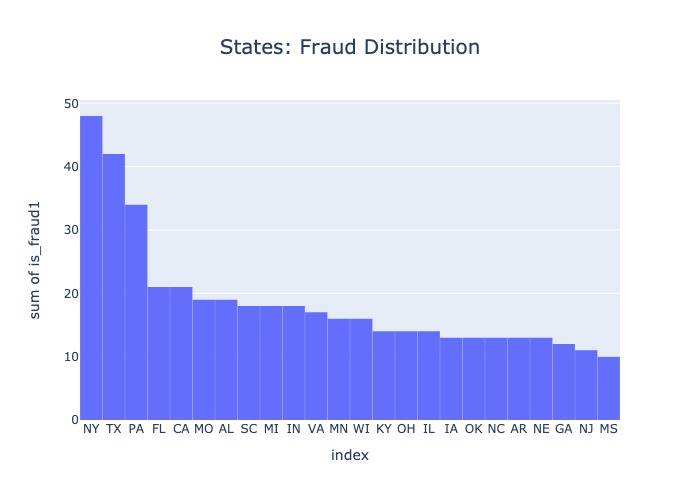 States: Fraud Distribution
sum of is_fraud1
50
40
30
20
10
0
NY TX PA FL CA MO AL SC MI IN VA MN WI KY OH IL IA OK NC AR NE GA NJ MS
index